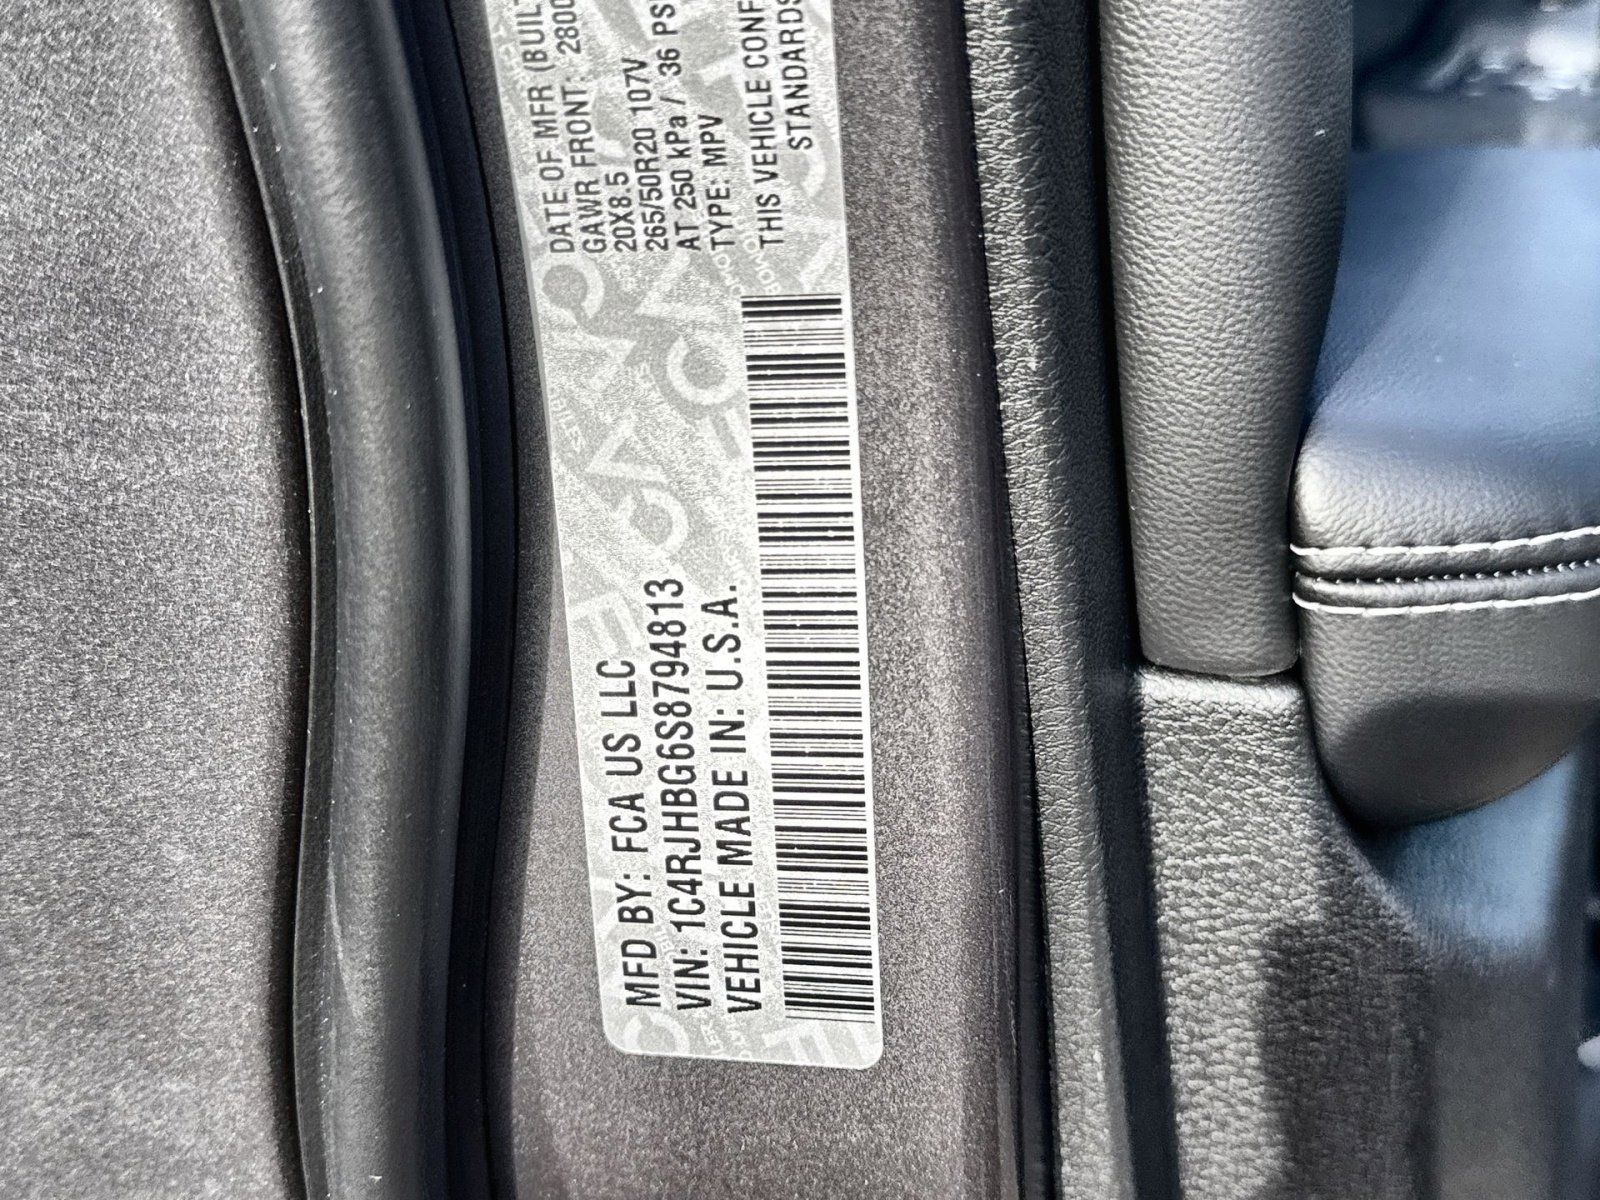 MFD BY: FCA US LLC
VIN: 1C4RJHBG6S8794813
VEHICLE MADE IN: U.S.A.
DATE OF MFR (BUILT
GAWR FRONT: 2800
20X8.5
265/50R20 107V
AT 250 kPa / 36 PS
TYPE: MPV
THIS VEHICLE CONF
STANDARDS